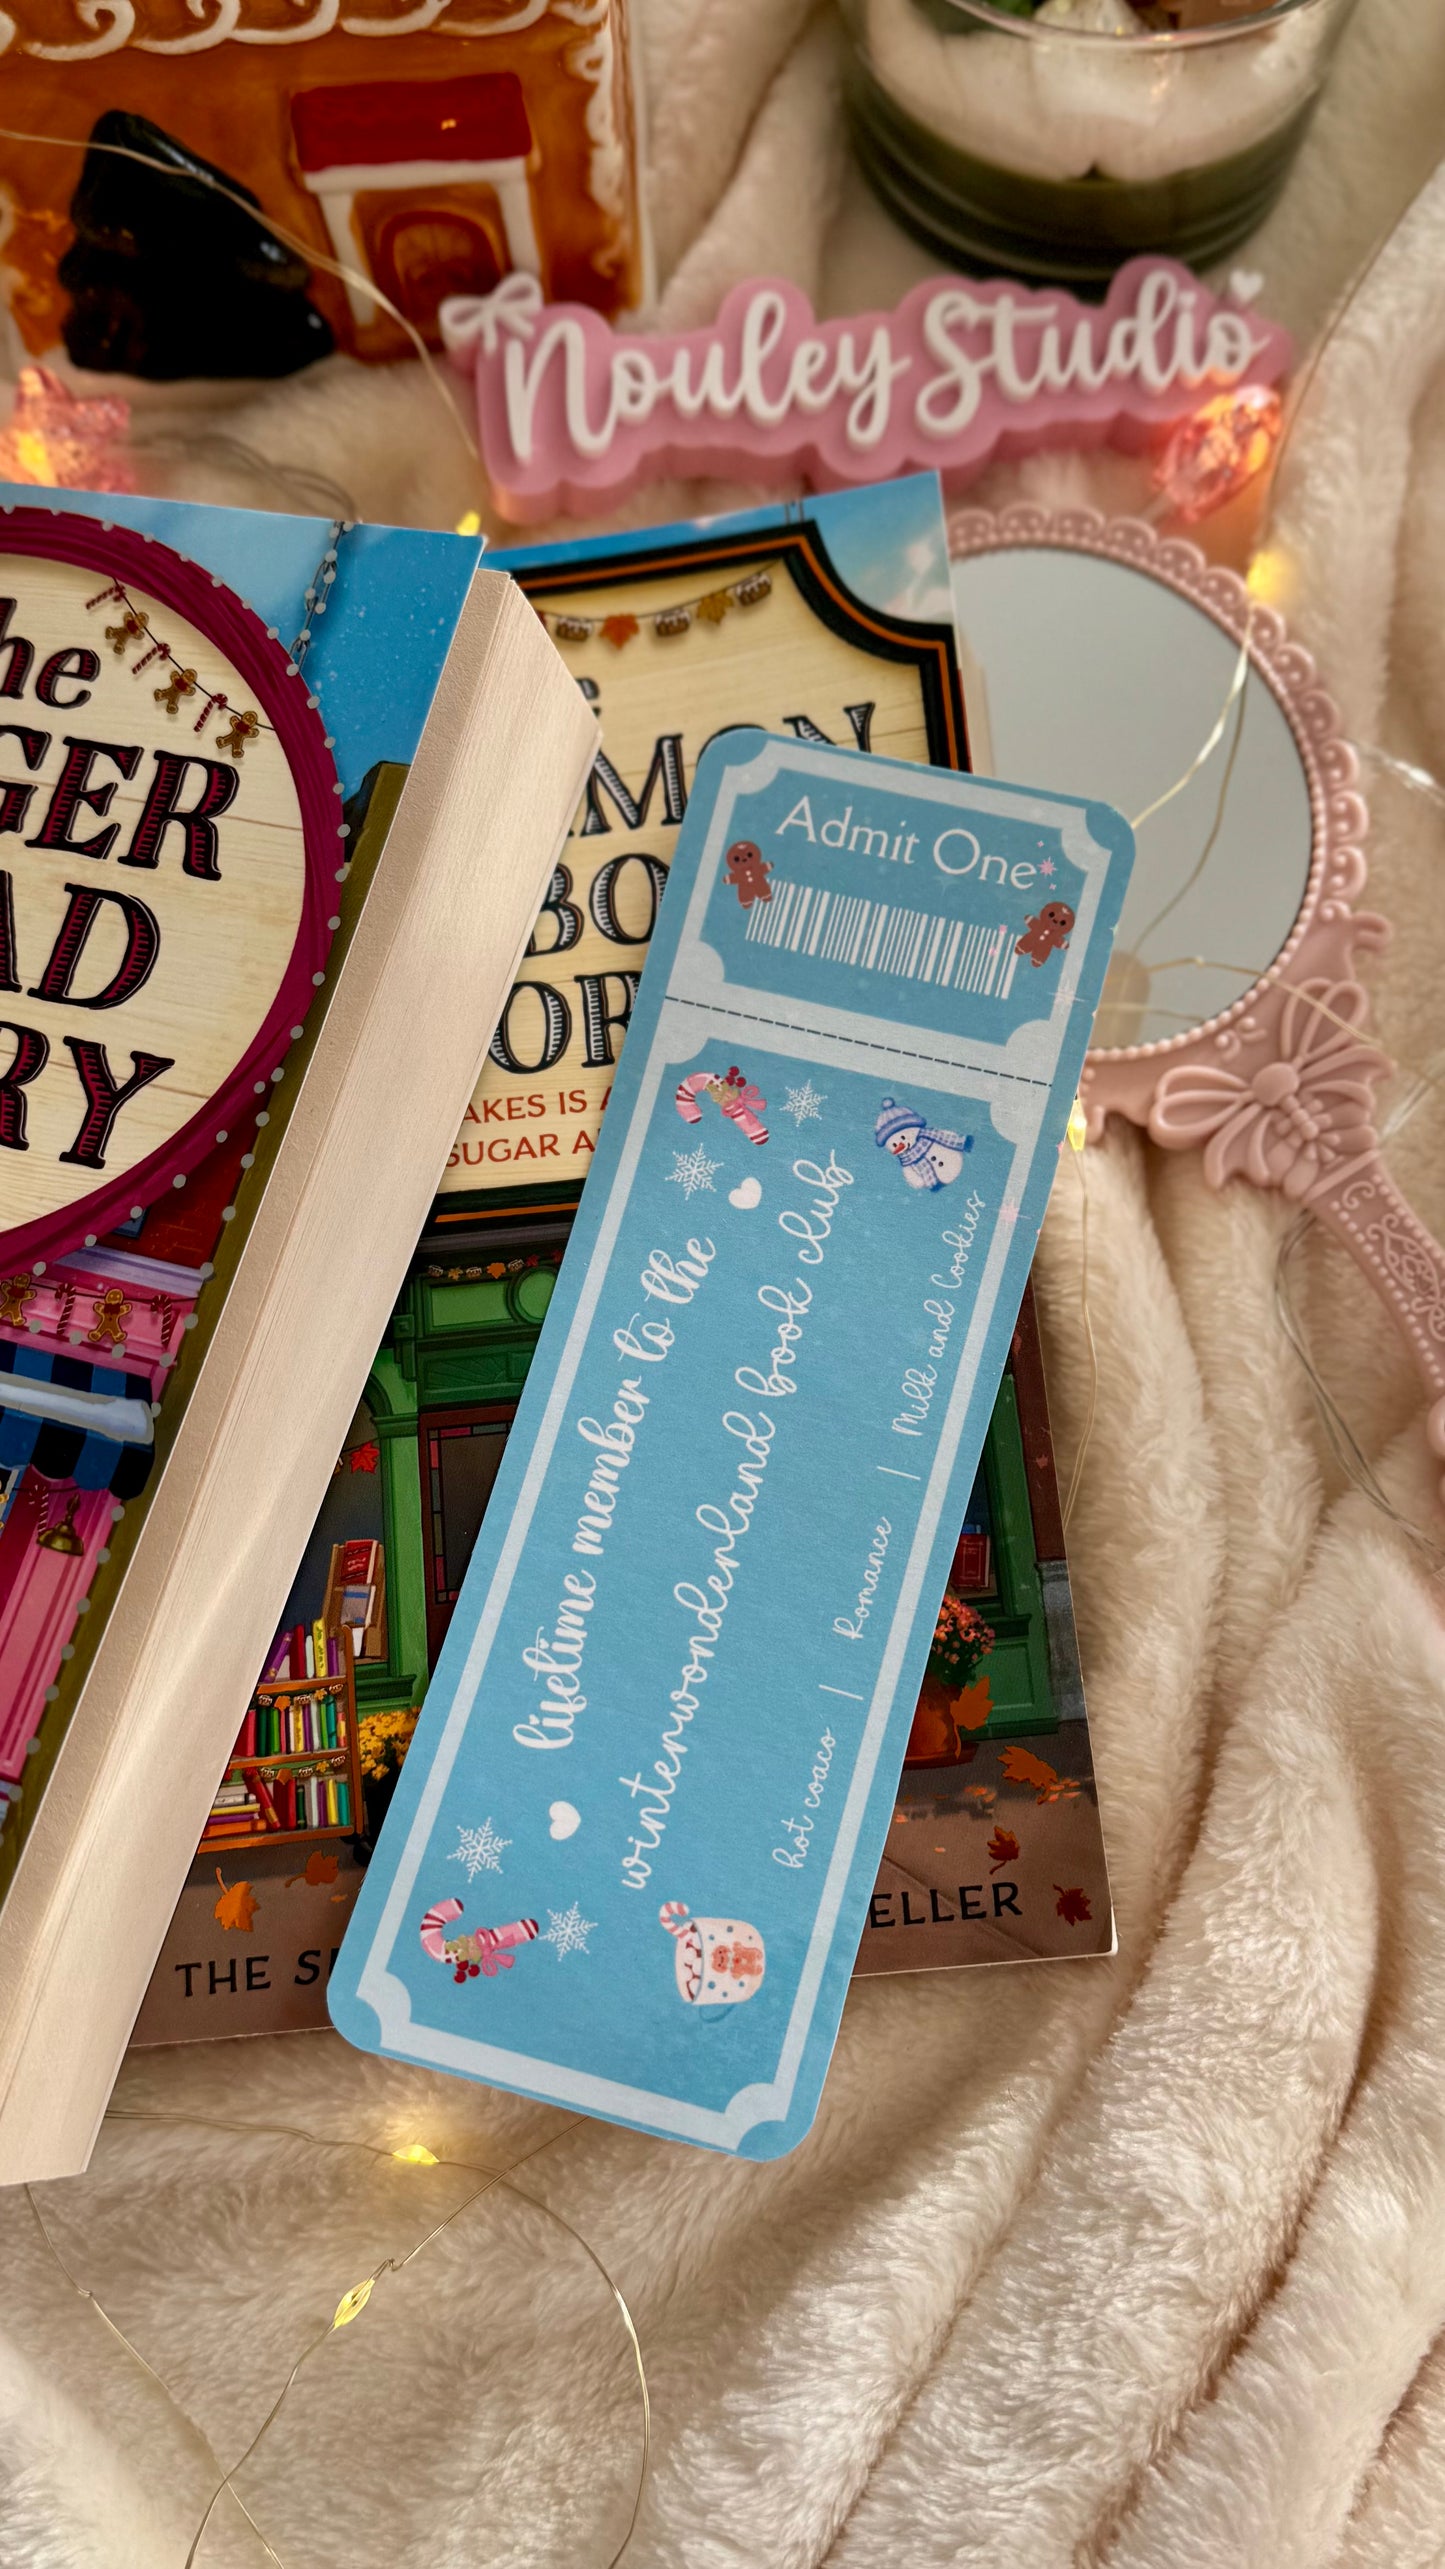 Nouley Studio
he
GER
AD
RY
MON
BO
OR
AKES IS
SUGAR A
THE S
ELLER
Admit One
lifetime member to the
winterwondenland book club
hot coaco | Romance | Milk and Cookies